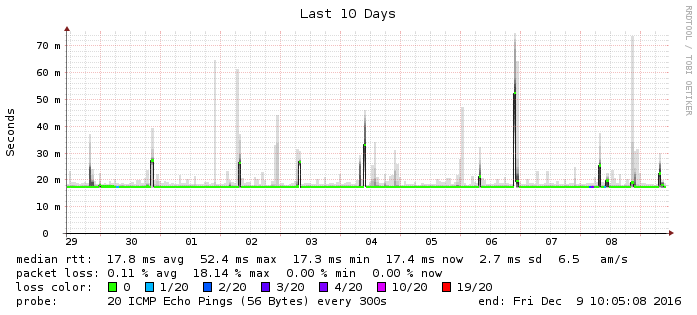 Last 10 Days
RRDTOOL / TOBI OETIKER
Seconds
70 m
60 m
50 m
40 m
30 m
20 m
10 m
0
29 30 01 02 03 04 05 06 07 08
median rtt: 17.8 ms avg 52.4 ms max 17.3 ms min 17.4 ms now 2.7 ms sd 6.5 am/s
packet loss: 0.11 % avg 18.14 % max 0.00 % min 0.00 % now
loss color: 0 1/20 2/20 3/20 4/20 10/20 19/20
probe: 20 ICMP Echo Pings (56 Bytes) every 300s end: Fri Dec 9 10:05:08 2016